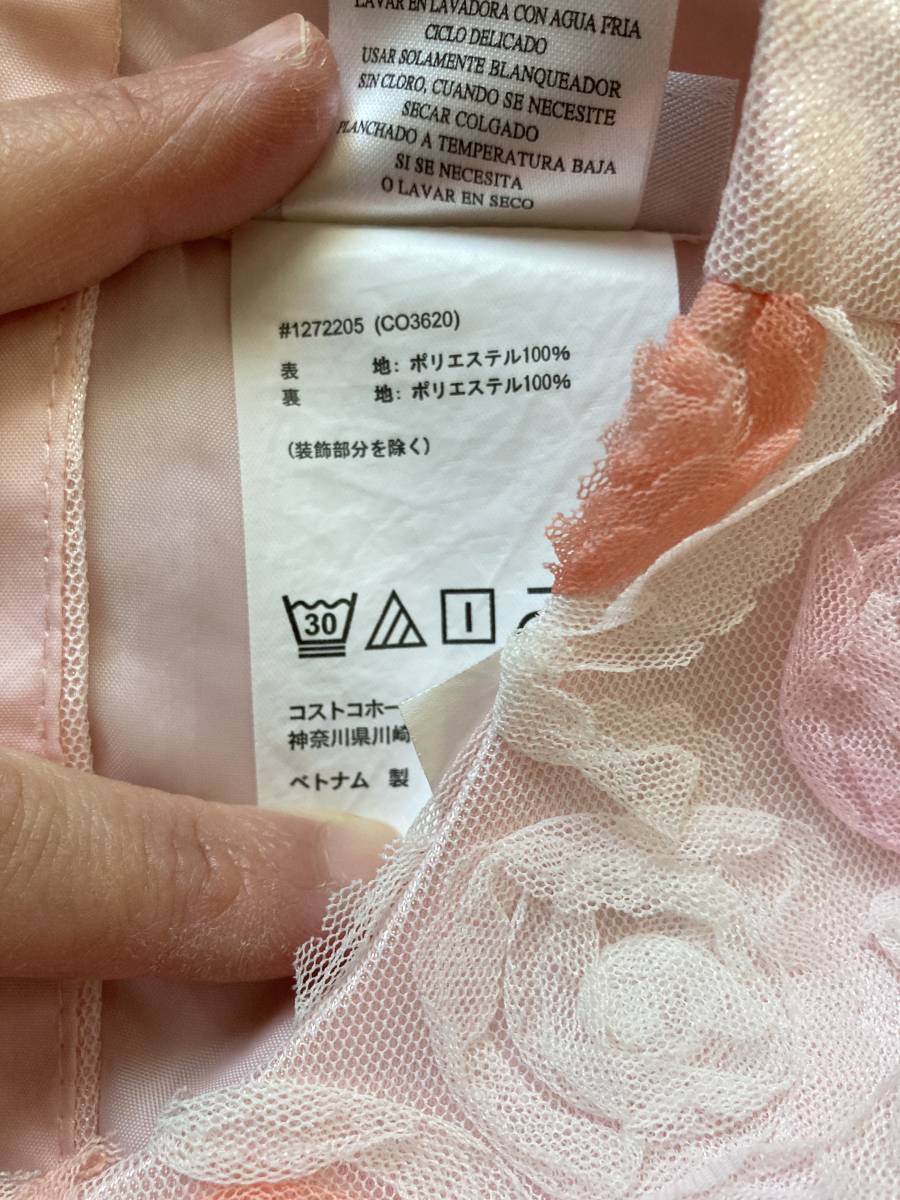 LAVAR EN LAVADORA CON AGUA FRIA
CICLO DELICADO
USAR SOLAMENTE BLANQUEADOR
SIN CLORO, CUANDO SE NECESITE
SECAR COLGADO
PLANCHADO A TEMPERATURA BAJA
SI SE NECESITA
O LAVAR EN SECO
#1272205 (CO3620)
表 地: ポリエステル100%
裏 地: ポリエステル100%
(装飾部分を除く)
30
コストコホー
神奈川県川崎
ベトナム 製